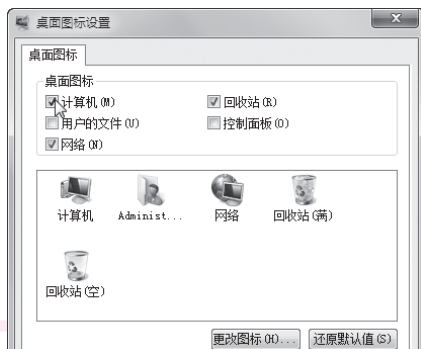 桌面图标设置
桌面图标
桌面图标
计算机(M) 回收站(R)
用户的文件(U) 控制面板(O)
网络(N)
计算机 Administ... 网络 回收站(满)
回收站(空)
更改图标(H)... 还原默认值(S)